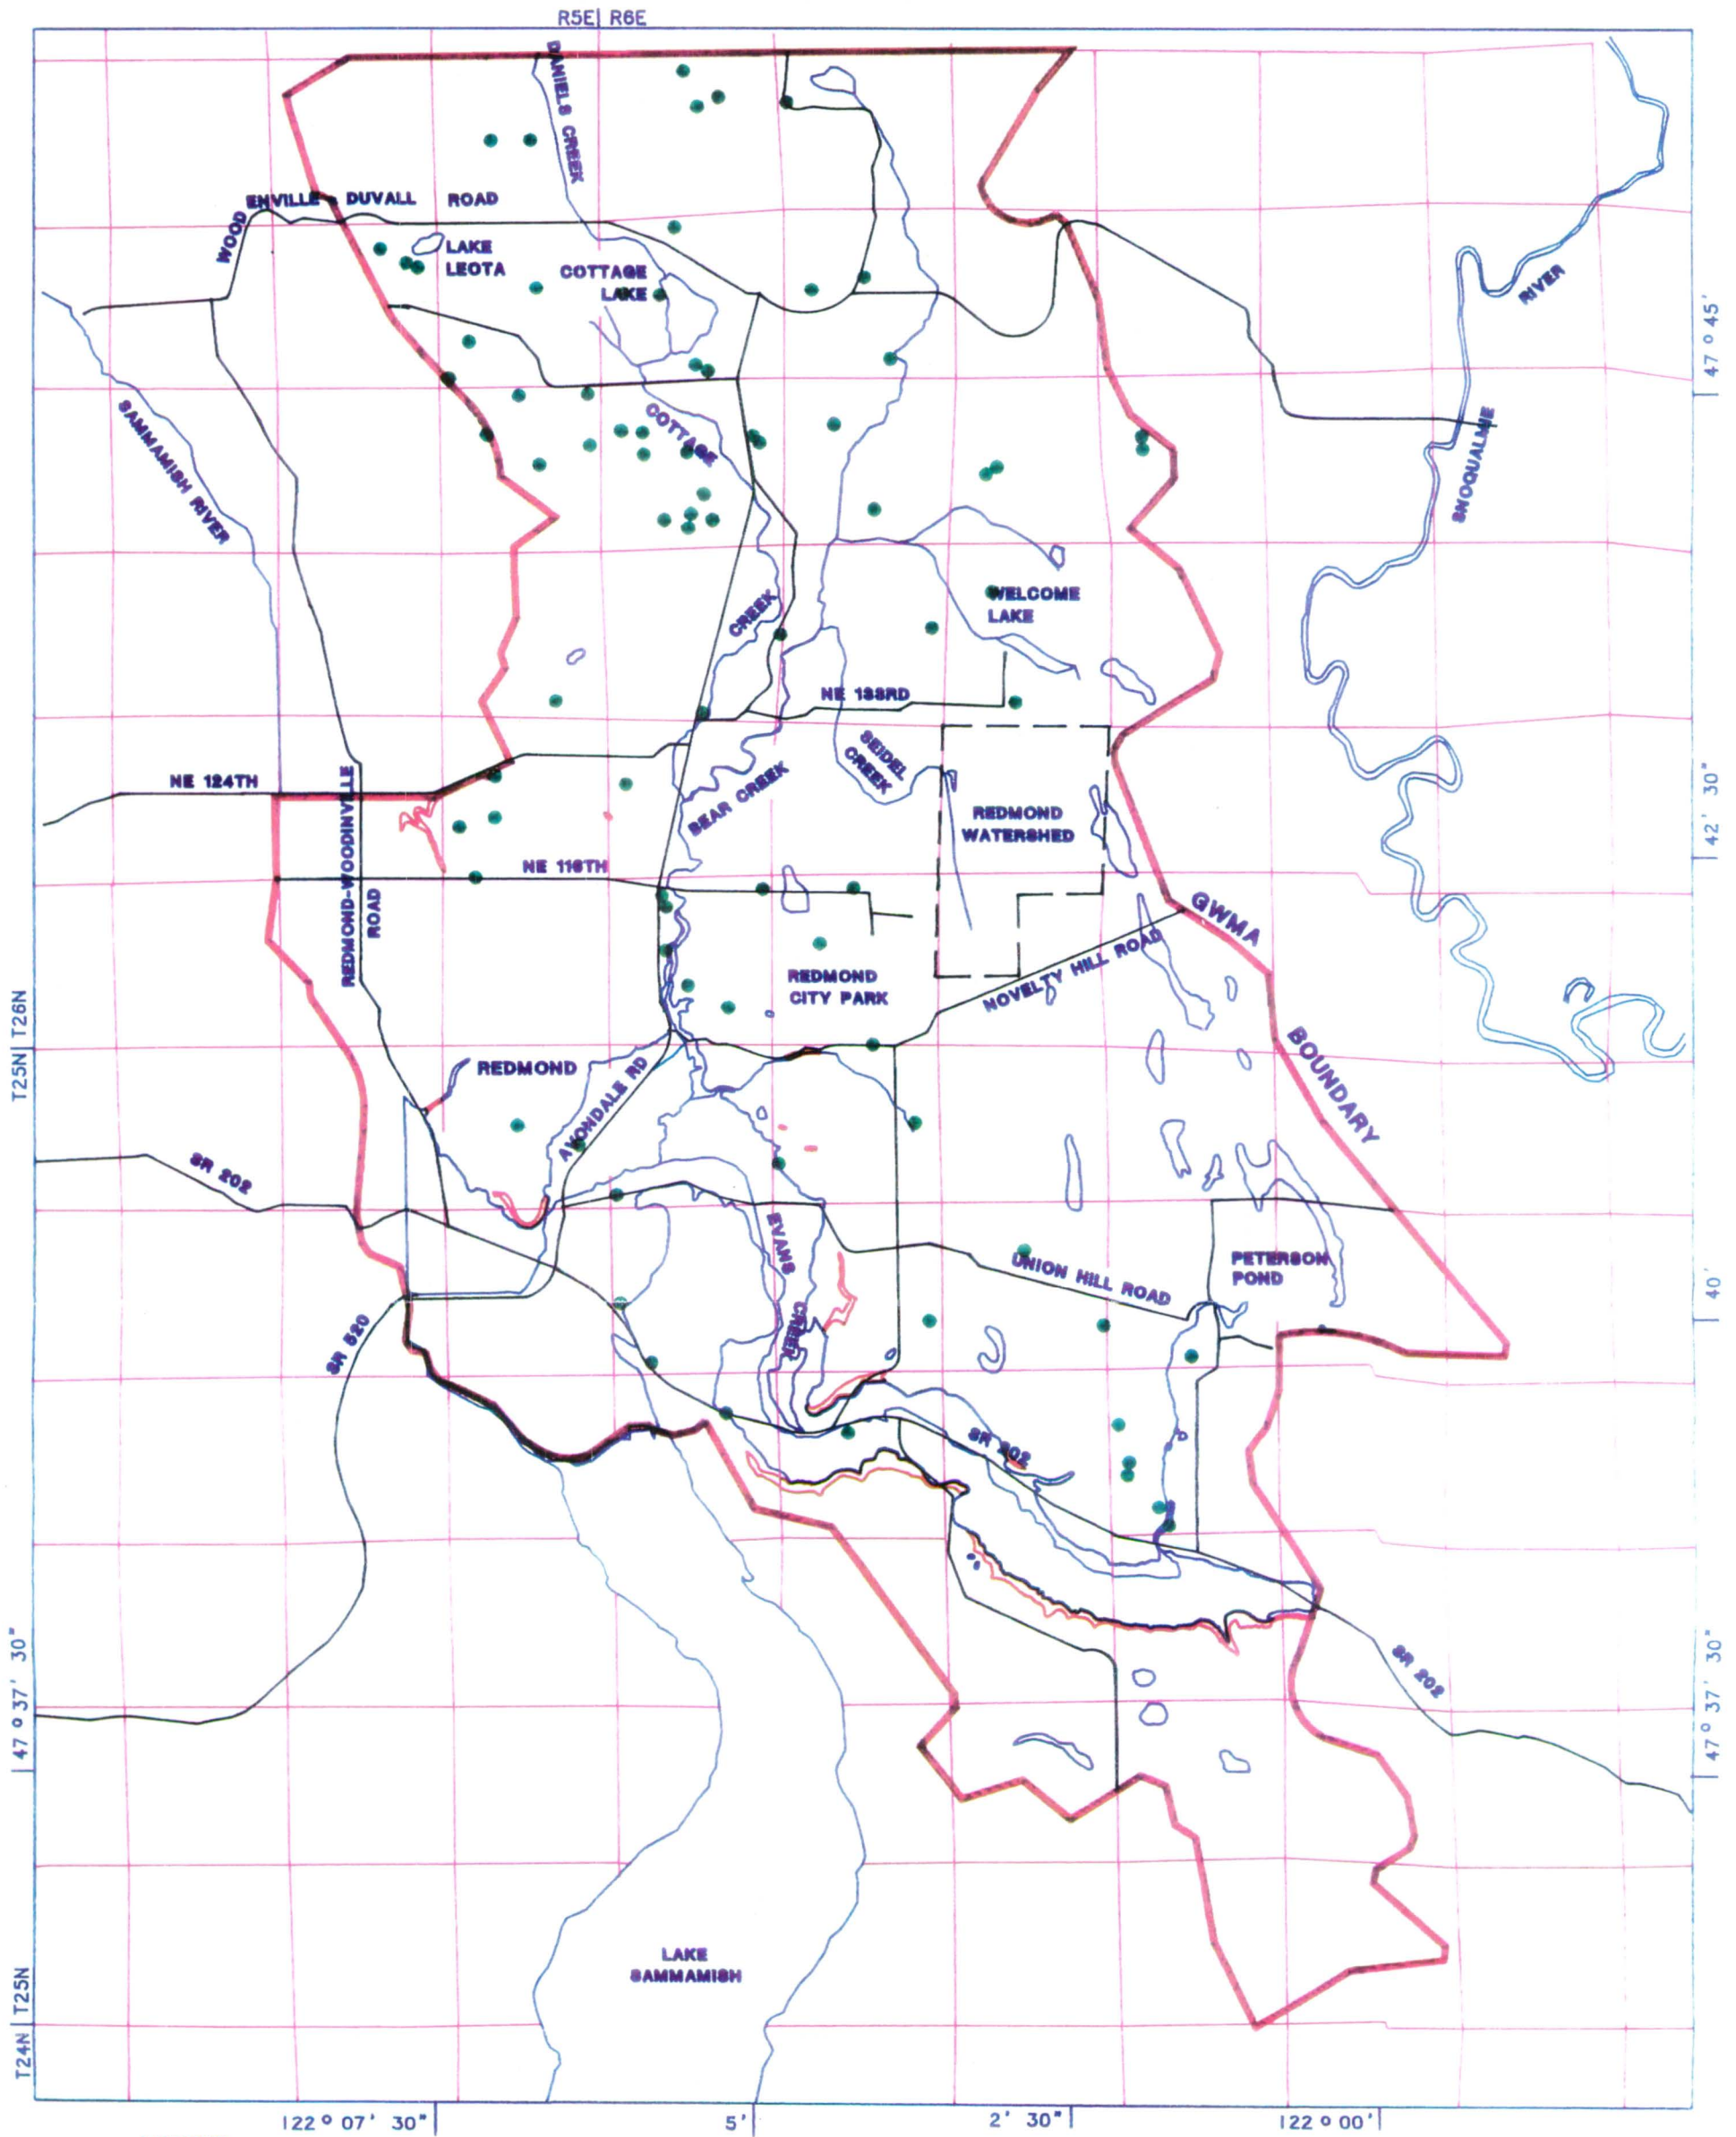 R5E| R6E
DANIELS CREEK
WOODENVILLE DUVALL ROAD
LAKE
LEOTA
COTTAGE
LAKE
RIVER
47° 45'
SAMMAMISH RIVER
COTTAGE
SNOQUALMIE
CREEK
WELCOME
LAKE
NE 133RD
SEIDEL
CREEK
NE 124TH
REDMOND-WOODINVILLE
ROAD
BEAR CREEK
REDMOND
WATERSHED
42' 30"
NE 116TH
GWMA
BOUNDARY
NOVELTY HILL ROAD
REDMOND
CITY PARK
T25N| T26N
REDMOND
AVONDALE RD
SR 202
EVANS
CREEK
UNION HILL ROAD
PETERSON
POND
40'
SR 520
SR 202
47° 37' 30"
SR 202
47° 37' 30"
LAKE
SAMMAMISH
T24N| T25N
122° 07' 30"
5'
2' 30"
122° 00'